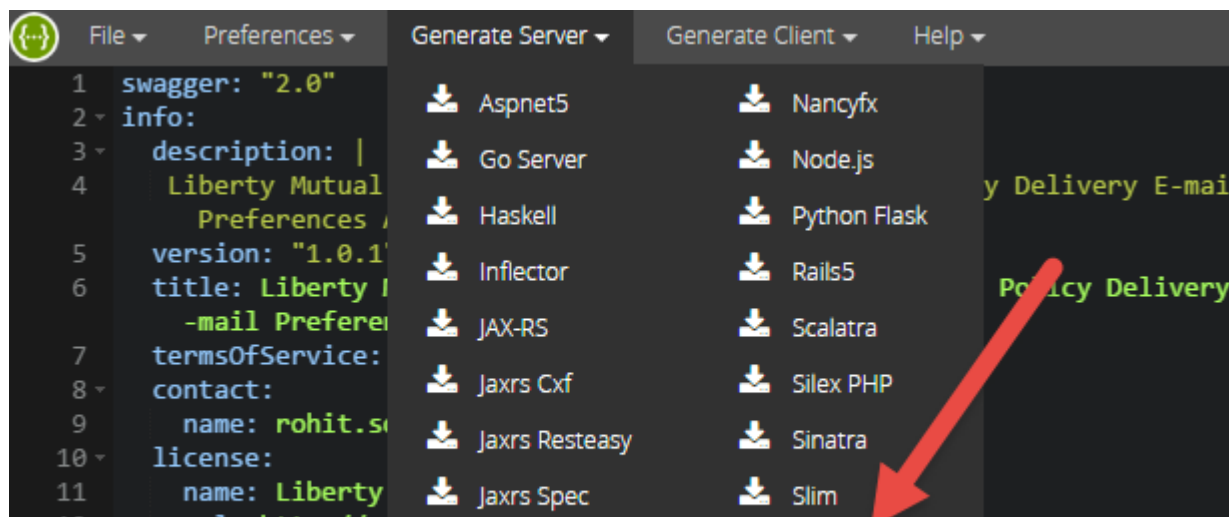 File Preferences Generate Server Generate Client Help
1 swagger: "2.0"
2 info:
3 description: |
4 Liberty Mutual y Delivery E-mai
Preferences
5 version: "1.0.1
6 title: Liberty Policy Delivery
-mail
7 termsOfService:
8 contact:
9 name:
10 license:
11 name: Liberty
Aspnet5 Nancyfx
Go Server Node.js
Haskell Python Flask
Inflector Rails5
JAX-RS Scalatra
Jaxrs Cxf Silex PHP
Jaxrs Resteasy Sinatra
Jaxrs Spec Slim